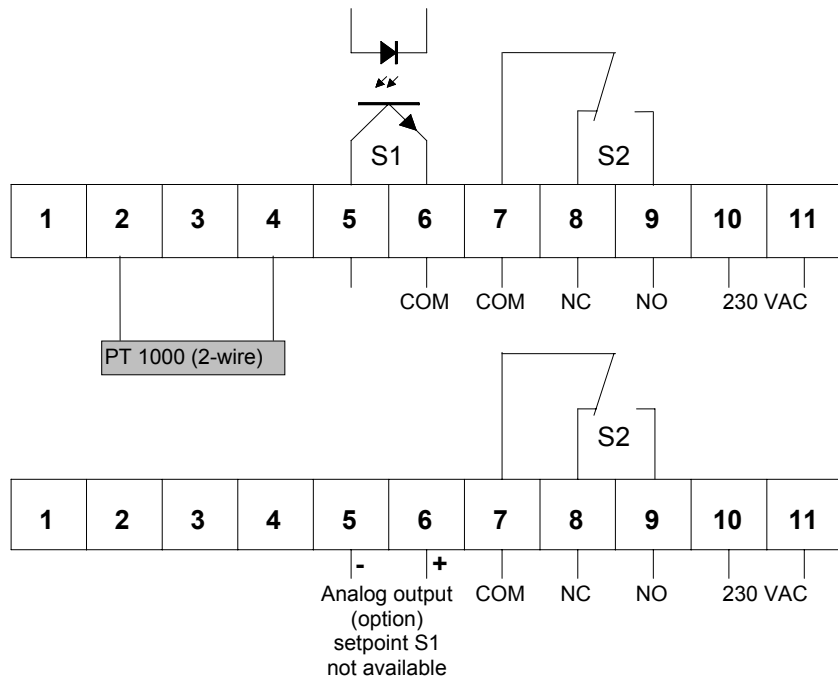 S1
S2
1 2 3 4 5 6 7 8 9 10 11
COM COM NC NO 230 VAC
PT 1000 (2-wire)
S2
1 2 3 4 5 6 7 8 9 10 11
- +
Analog output COM NC NO 230 VAC
(option)
setpoint S1
not available